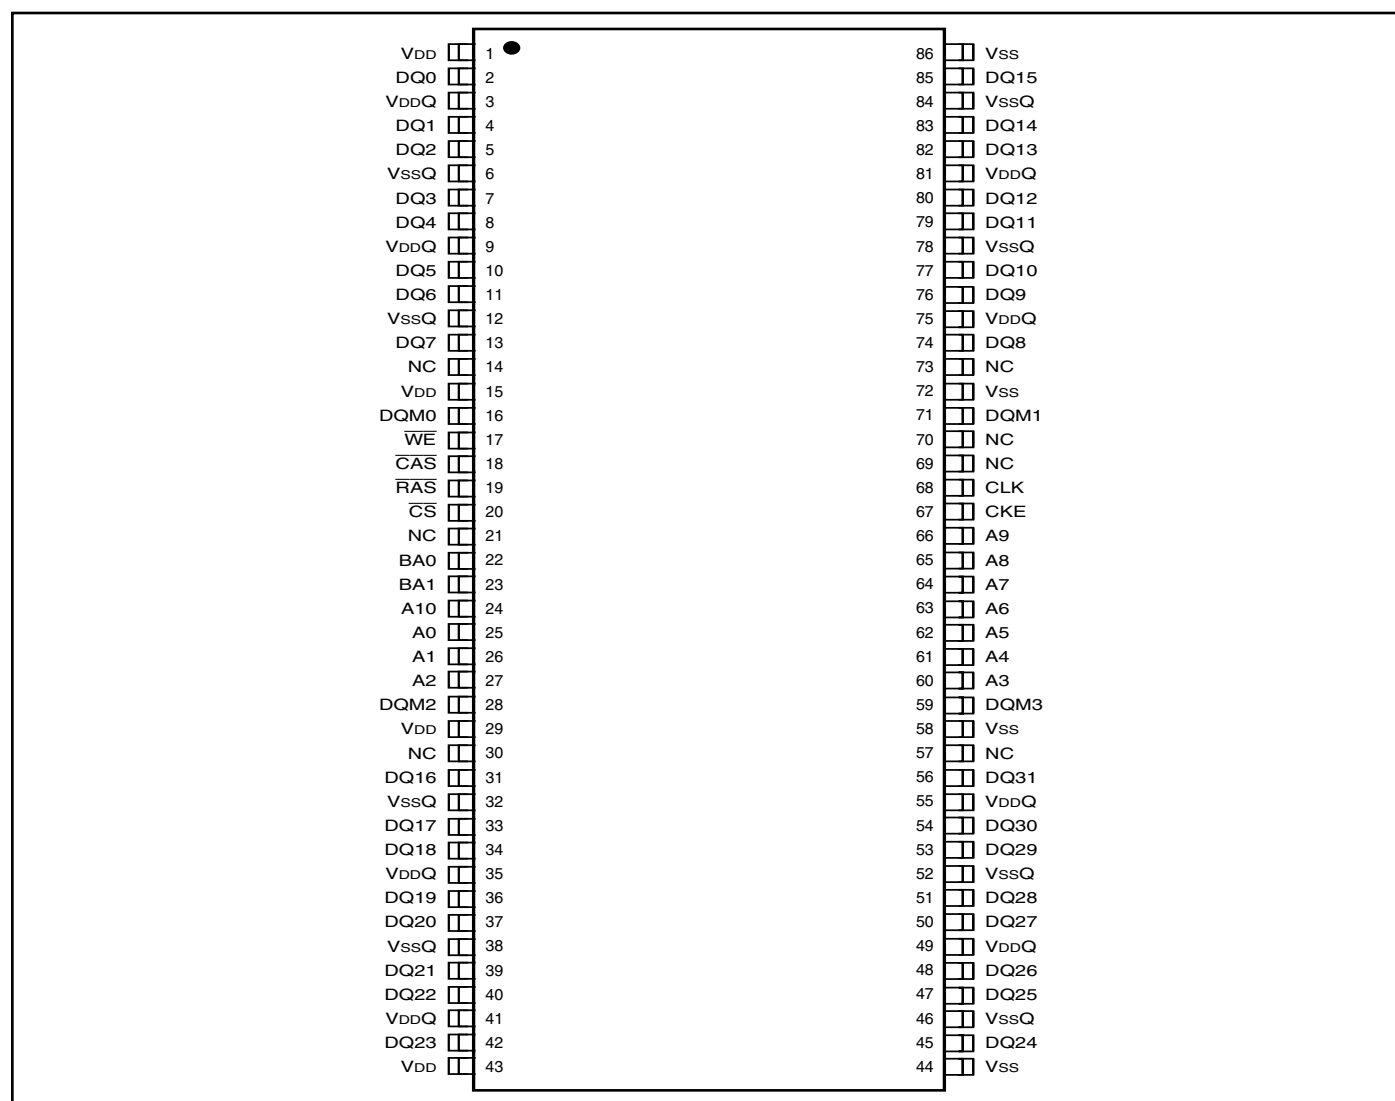 VDD 1 86 VSS
DQ0 2 85 DQ15
VDDQ 3 84 VSSQ
DQ1 4 83 DQ14
DQ2 5 82 DQ13
VSSQ 6 81 VDDQ
DQ3 7 80 DQ12
DQ4 8 79 DQ11
VDDQ 9 78 VSSQ
DQ5 10 77 DQ10
DQ6 11 76 DQ9
VSSQ 12 75 VDDQ
DQ7 13 74 DQ8
NC 14 73 NC
VDD 15 72 VSS
DQM0 16 71 DQM1
W̅E̅ 17 70 NC
C̅A̅S̅ 18 69 NC
R̅A̅S̅ 19 68 CLK
C̅S̅ 20 67 CKE
NC 21 66 A9
BA0 22 65 A8
BA1 23 64 A7
A10 24 63 A6
A0 25 62 A5
A1 26 61 A4
A2 27 60 A3
DQM2 28 59 DQM3
VDD 29 58 VSS
NC 30 57 NC
DQ16 31 56 DQ31
VSSQ 32 55 VDDQ
DQ17 33 54 DQ30
DQ18 34 53 DQ29
VDDQ 35 52 VSSQ
DQ19 36 51 DQ28
DQ20 37 50 DQ27
VSSQ 38 49 VDDQ
DQ21 39 48 DQ26
DQ22 40 47 DQ25
VDDQ 41 46 VSSQ
DQ23 42 45 DQ24
VDD 43 44 VSS